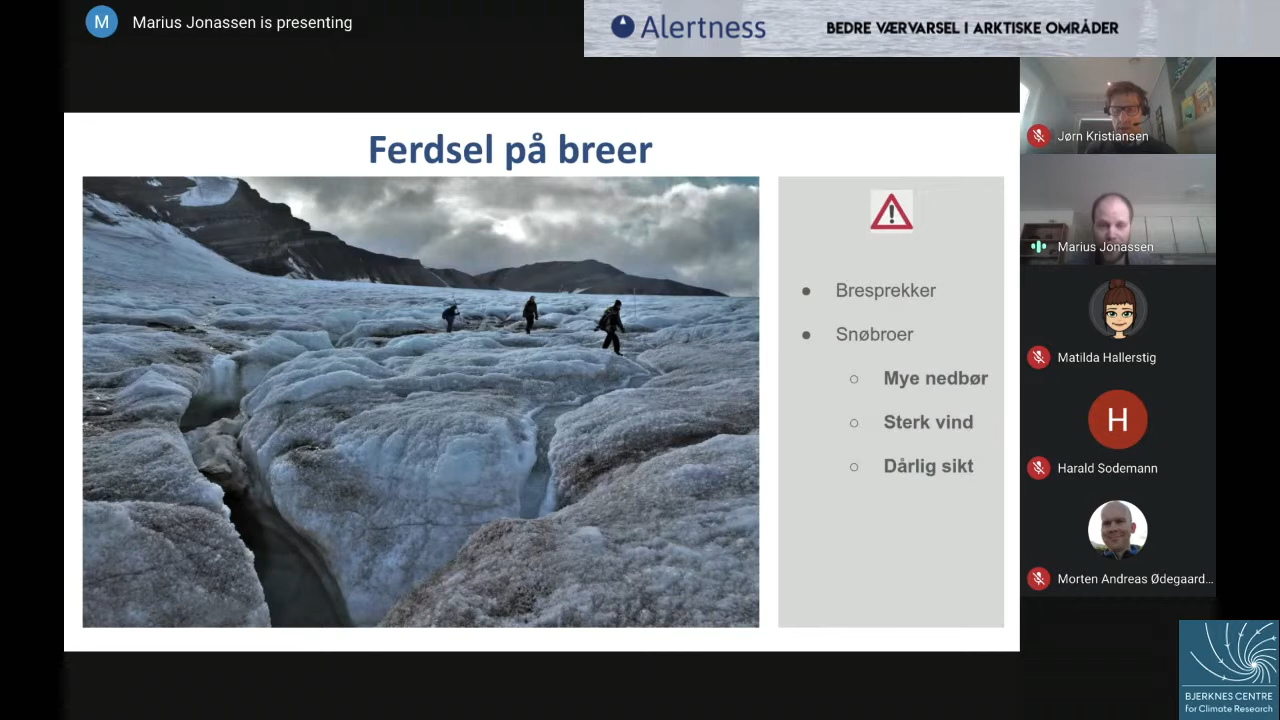 M
Marius Jonassen is presenting
Alertness
BEDRE VÆRVARSEL I ARKTISKE OMRÅDER
Ferdsel på breer
Bresprekker
Snøbroer
Mye nedbør
Sterk vind
Dårlig sikt
Jørn Kristiansen
Marius Jonassen
Matilda Hallerstig
H
Harald Sodemann
Morten Andreas Ødegaard...
BJERKNES CENTRE
for Climate Research